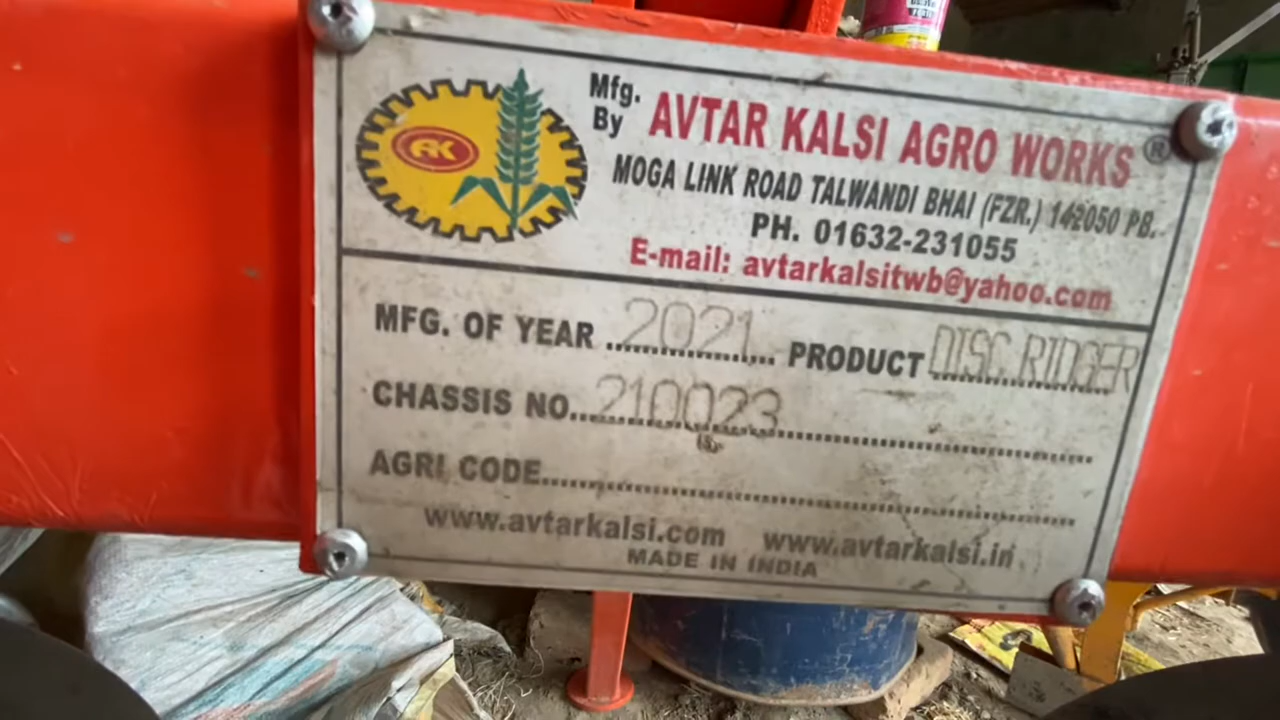 AK
Mfg. By AVTAR KALSI AGRO WORKS ®
MOGA LINK ROAD TALWANDI BHAI (FZR.) 142050 PB.
PH. 01632-231055
E-mail: avtarkalsitwb@yahoo.com
MFG. OF YEAR 2021 PRODUCT DISC RIDGER
CHASSIS NO. 210023
AGRI CODE
www.avtarkalsi.com www.avtarkalsi.in
MADE IN INDIA